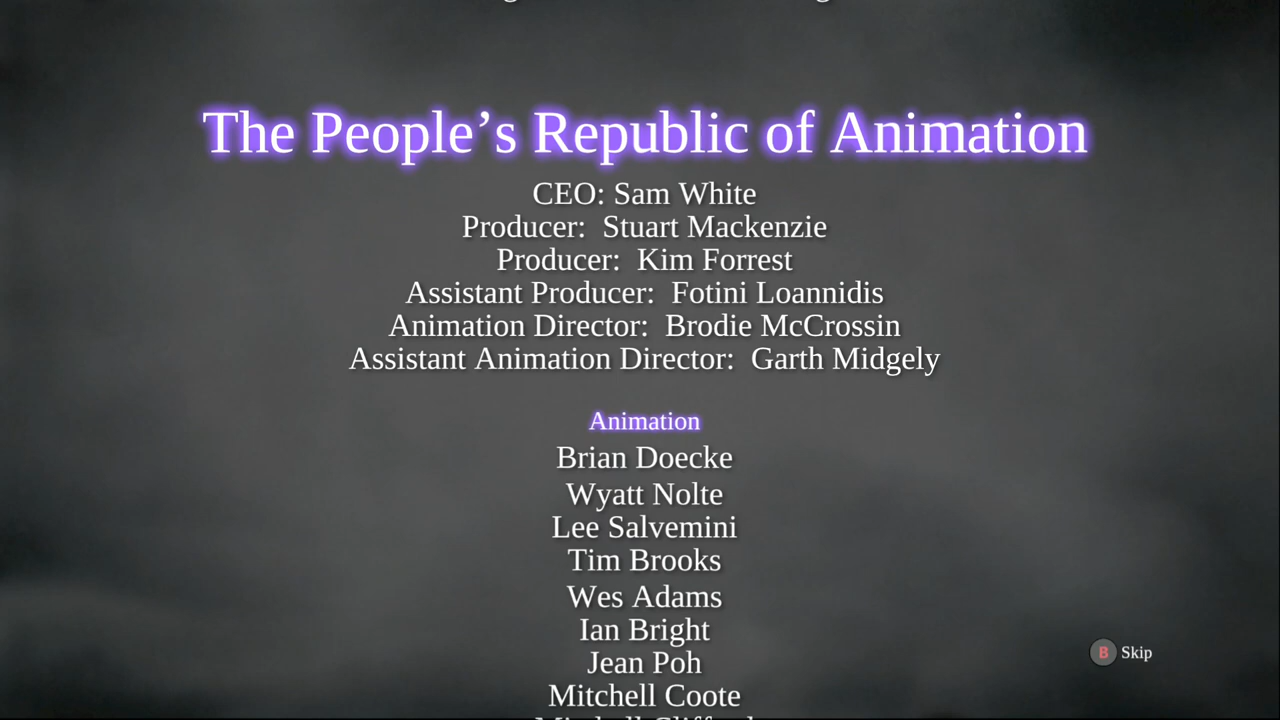 The People’s Republic of Animation
CEO: Sam White
Producer: Stuart Mackenzie
Producer: Kim Forrest
Assistant Producer: Fotini Loannidis
Animation Director: Brodie McCrossin
Assistant Animation Director: Garth Midgely
Animation
Brian Doecke
Wyatt Nolte
Lee Salvemini
Tim Brooks
Wes Adams
Ian Bright
Jean Poh
Mitchell Coote
B Skip